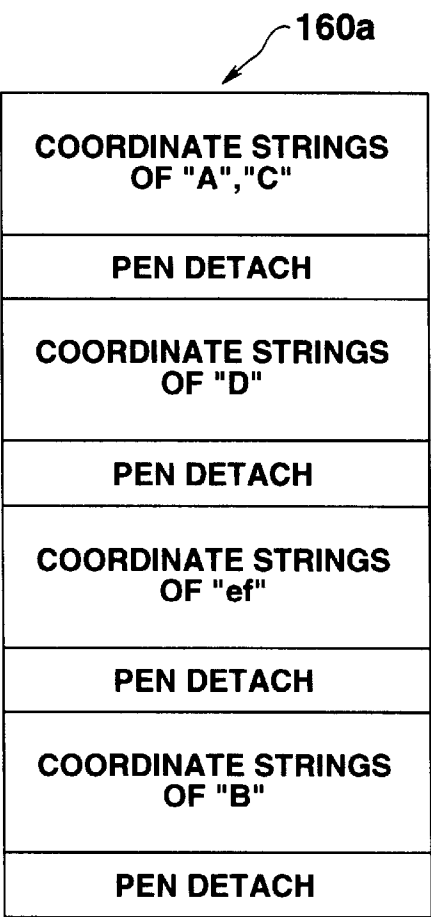 160a
COORDINATE STRINGS
OF "A","C"
PEN DETACH
COORDINATE STRINGS
OF "D"
PEN DETACH
COORDINATE STRINGS
OF "ef"
PEN DETACH
COORDINATE STRINGS
OF "B"
PEN DETACH